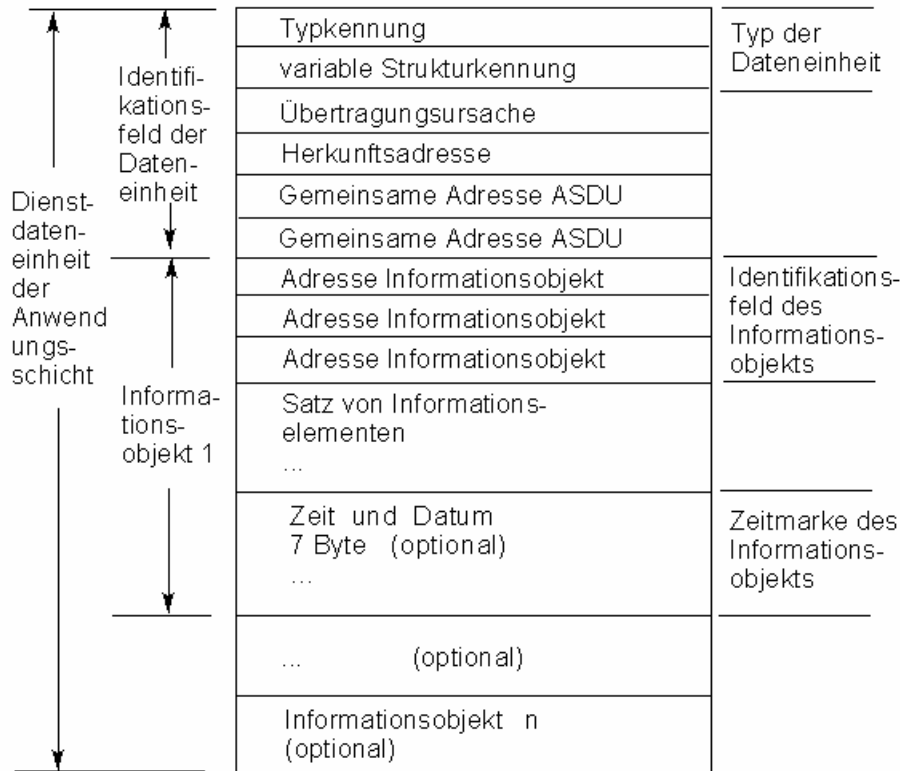 Dienst-
daten-
einheit
der
Anwend
ungs-
schicht
Identifi-
kations-
feld der
Daten-
einheit
Informa-
tions-
objekt 1
Typkennung
variable Strukturkennung
Übertragungsursache
Herkunftsadresse
Gemeinsame Adresse ASDU
Gemeinsame Adresse ASDU
Adresse Informationsobjekt
Adresse Informationsobjekt
Adresse Informationsobjekt
Satz von Informations-
elementen
...
Zeit und Datum
7 Byte (optional)
...
... (optional)
Informationsobjekt n
(optional)
Typ der
Dateneinheit
Identifikations-
feld des
Informations-
objekts
Zeitmarke des
Informations-
objekts